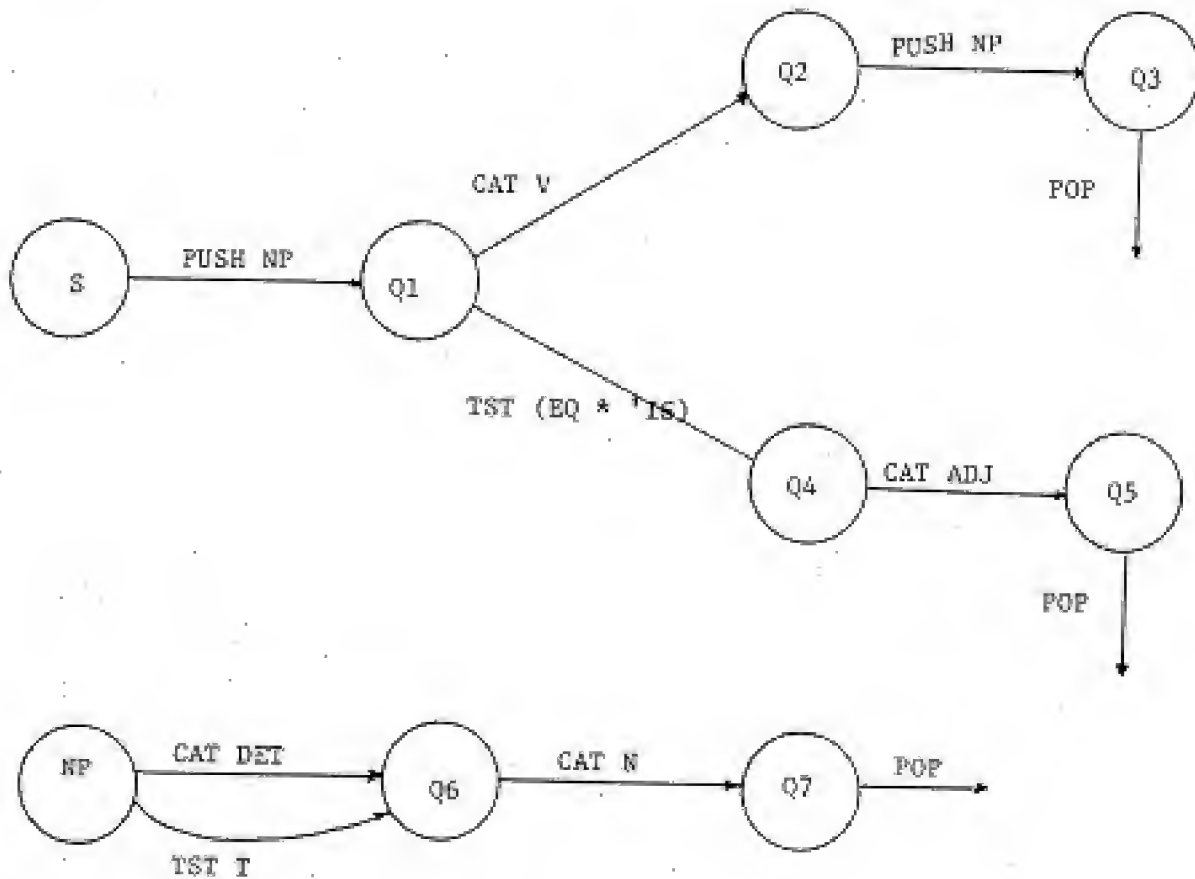 Q2
PUSH NP
Q3
CAT V
POP
S
PUSH NP
Q1
TST (EQ * 'IS)
Q4
CAT ADJ
Q5
POP
NP
CAT DET
Q6
CAT N
Q7
POP
TST T